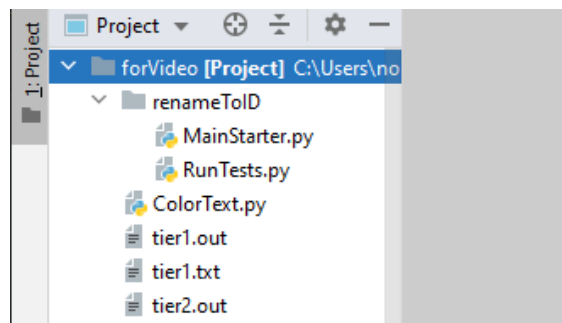 1: Project
Project
forVideo [Project] C:\Users\no
renameToID
MainStarter.py
RunTests.py
ColorText.py
tier1.out
tier1.txt
tier2.out